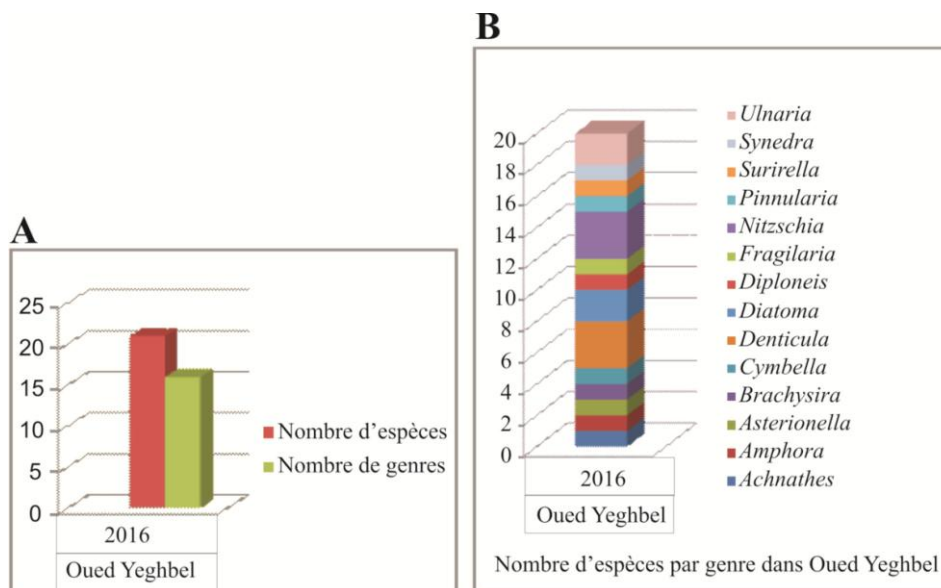 A
25
20
15
10
5
0
Nombre d'espèces
Nombre de genres
2016
Oued Yeghbel
B
20
18
16
14
12
10
8
6
4
2
0
Ulnaria
Synedra
Surirella
Pinnularia
Nitzschia
Fragilaria
Diploneis
Diatoma
Denticula
Cymbella
Brachysira
Asterionella
Amphora
Achnathes
2016
Oued Yeghbel
Nombre d'espèces par genre dans Oued Yeghbel